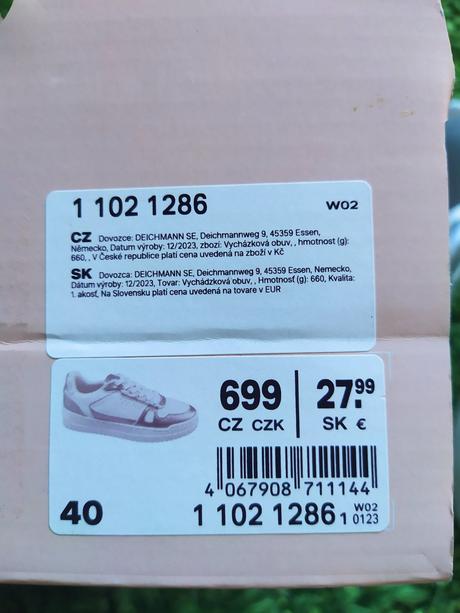 1 102 1286 W02
CZ Dovozce: DEICHMANN SE, Deichmannweg 9, 45359 Essen,
Německo, Datum výroby: 12/2023, zbozí: Vycházková obuv, , hmotnost (g):
660, , V České republice platí cena uvedená na zboží v Kč
SK Dovozca: DEICHMANN SE, Deichmannweg 9, 45359 Essen, Nemecko,
Dátum výroby: 12/2023, Tovar: Vychádzková obuv, , Hmotnosť (g): 660, Kvalita:
1. akosť, Na Slovensku platí cena uvedená na tovare v EUR
699 27.99
CZ CZK SK €
4 067908 711144
40 1 102 1286 1 W02
0123